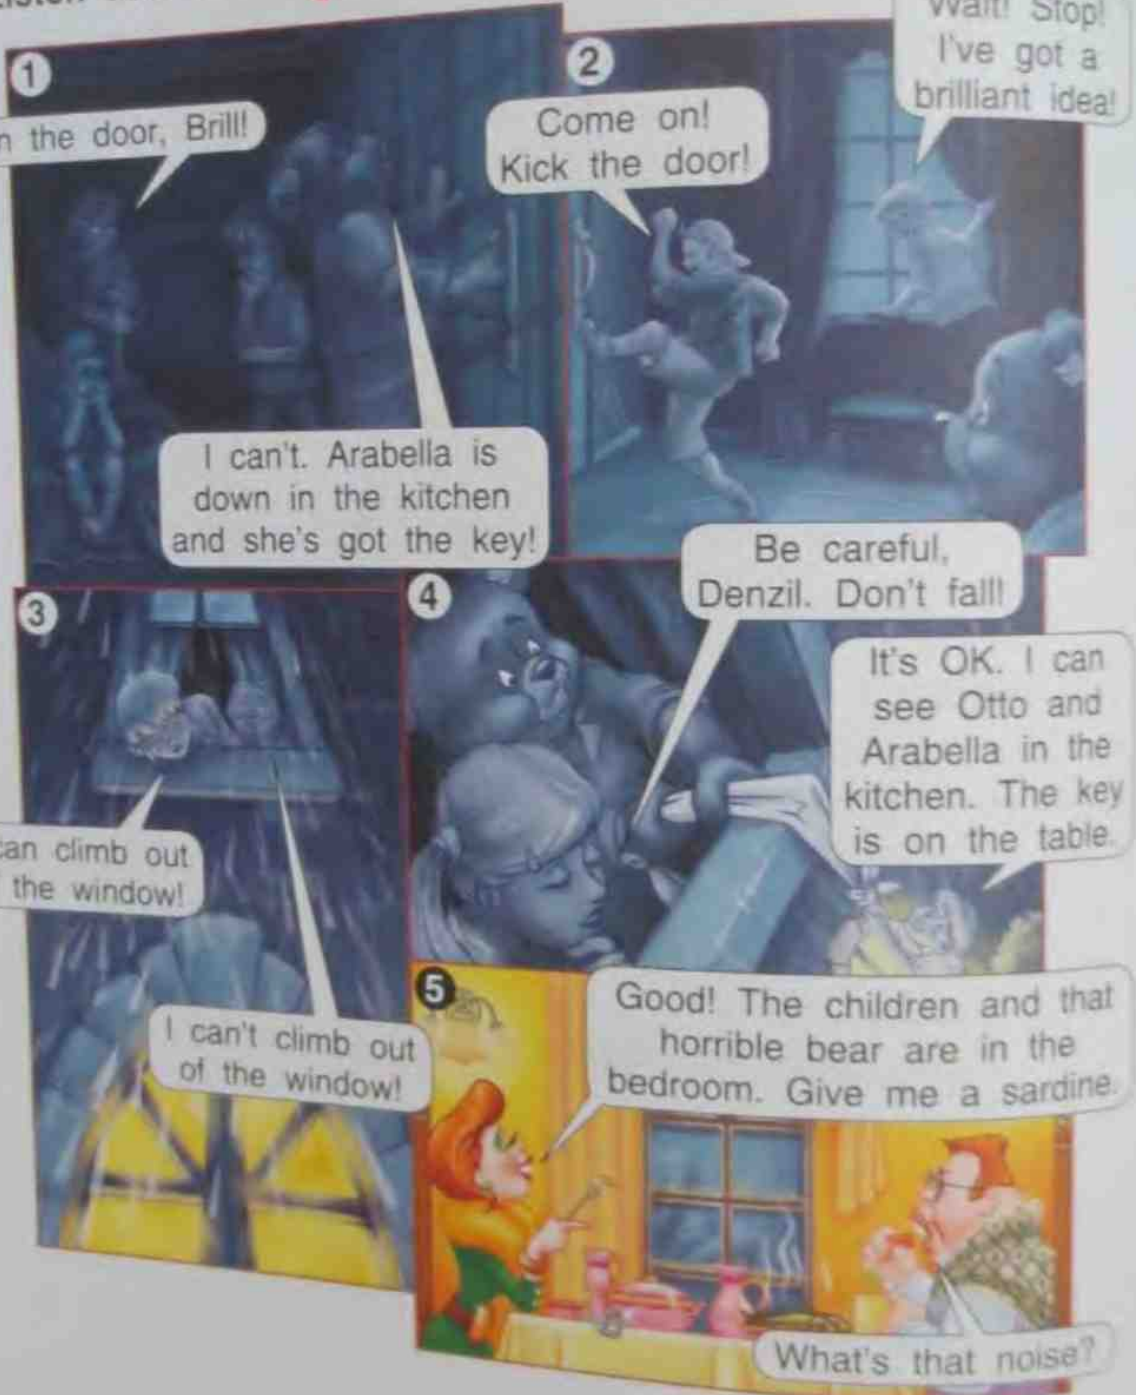 1
the door, Brill!
I can't. Arabella is
down in the kitchen
and she's got the key!
2
Come on!
Kick the door!
Wait! Stop!
I've got a
brilliant idea!
3
can climb out
the window!
I can't climb out
of the window!
4
Be careful,
Denzil. Don't fall!
It's OK. I can
see Otto and
Arabella in the
kitchen. The key
is on the table.
5
Good! The children and that
horrible bear are in the
bedroom. Give me a sardine.
What's that noise?